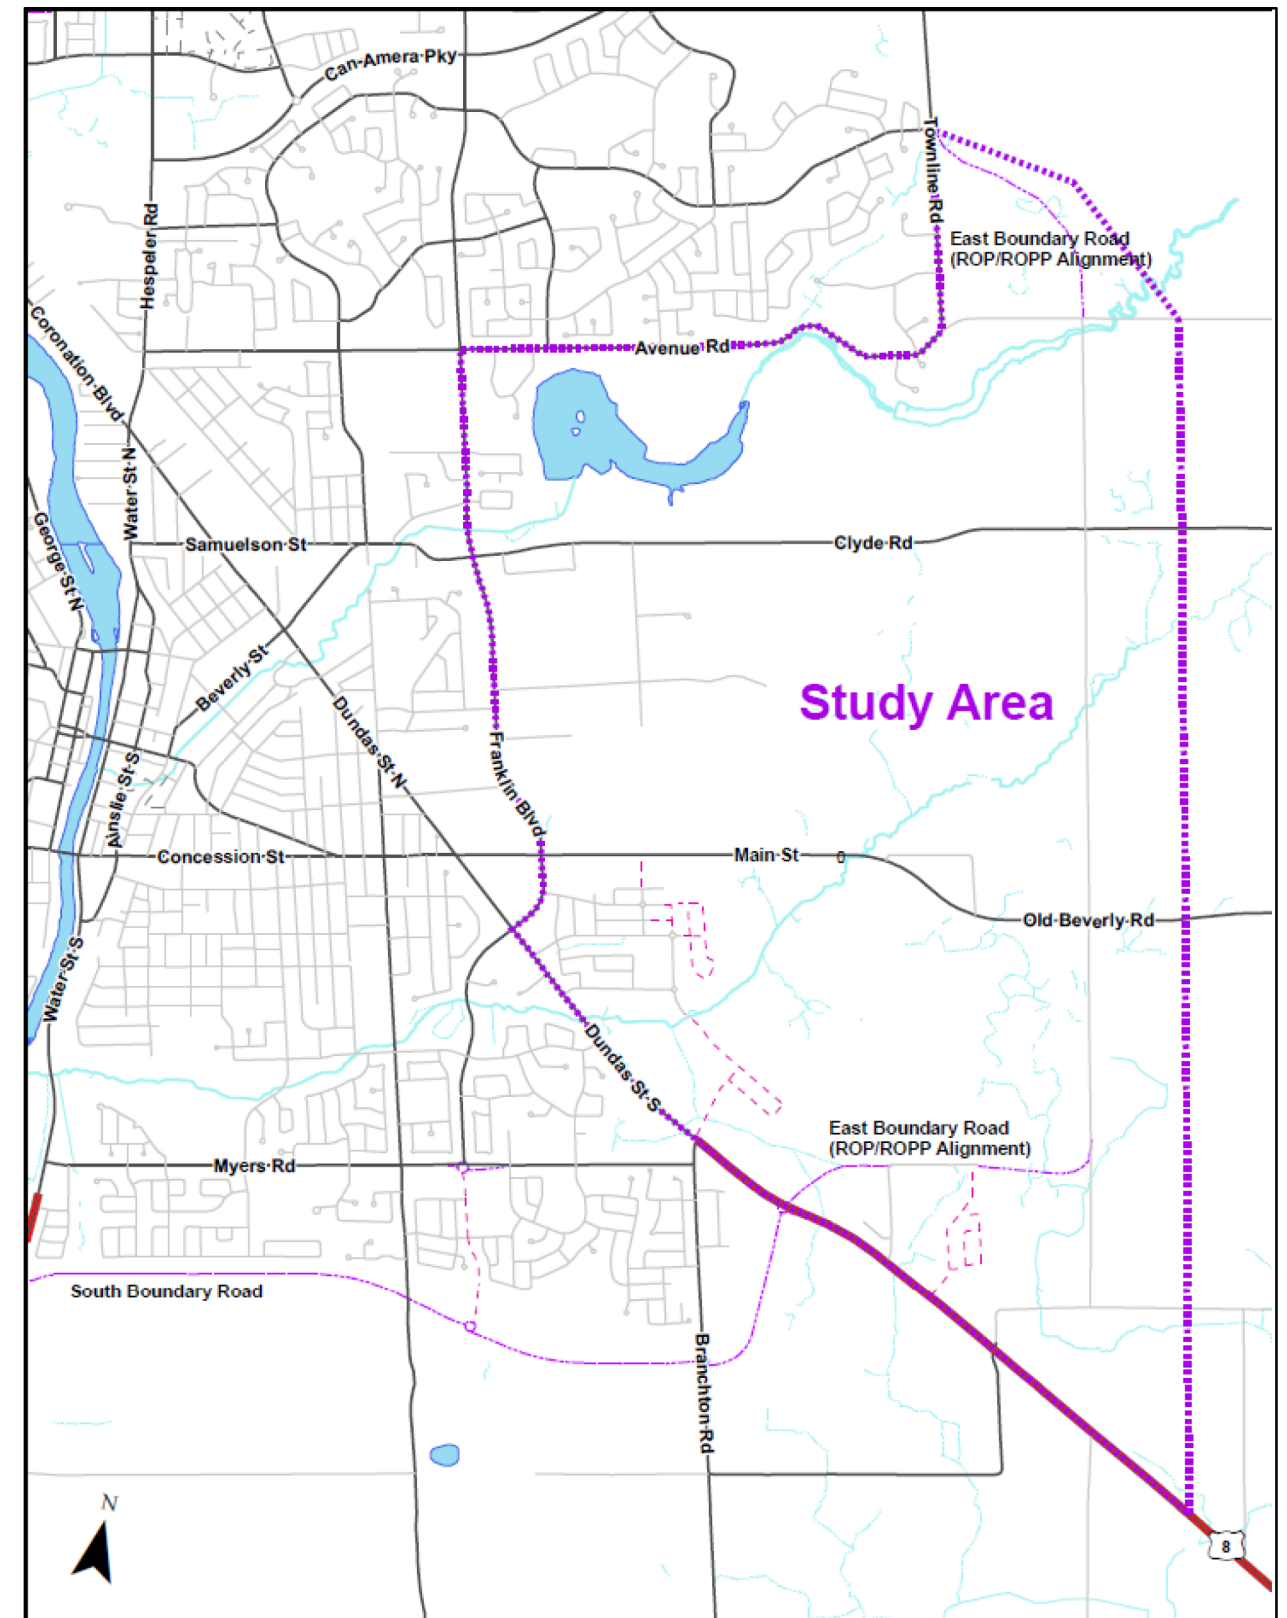 Can-Amera Pky
Townline Rd
Hespeler Rd
East Boundary Road
(ROP/ROPP Alignment)
Coronation Blvd
Avenue Rd
Water St N
George St N
Samuelson St
Clyde Rd
Beverly St
Study Area
Dundas St N
Franklin Blvd
Ainslie St S
Concession St
Main St
0
Old Beverly Rd
Water St S
Dundas St S
East Boundary Road
(ROP/ROPP Alignment)
Myers Rd
South Boundary Road
Branchton Rd
N
8